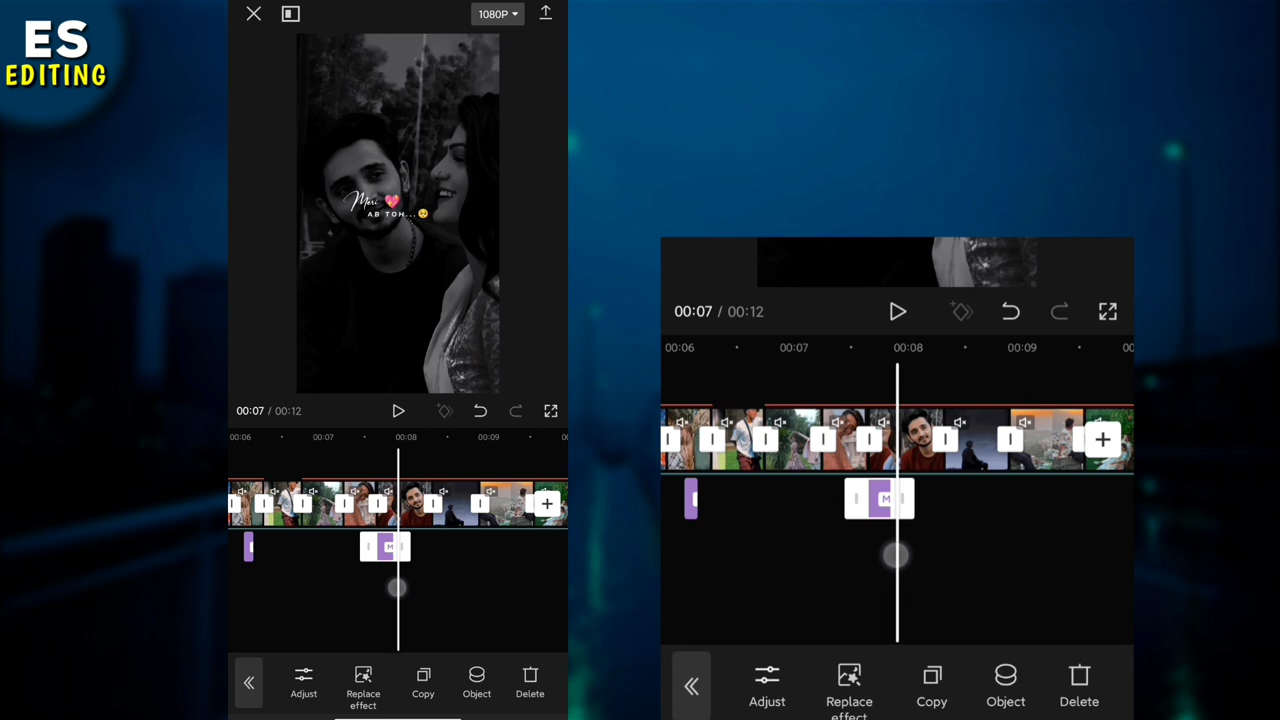 ES
EDITING
1080P
Meri 💖
AB TOH...🥺
00:07 / 00:12
00:06
00:07
00:08
00:09
00
M
+
Adjust
Replace
effect
Copy
Object
Delete
00:07 / 00:12
00:06
00:07
00:08
00:09
00
+
M
Adjust
Replace
effect
Copy
Object
Delete